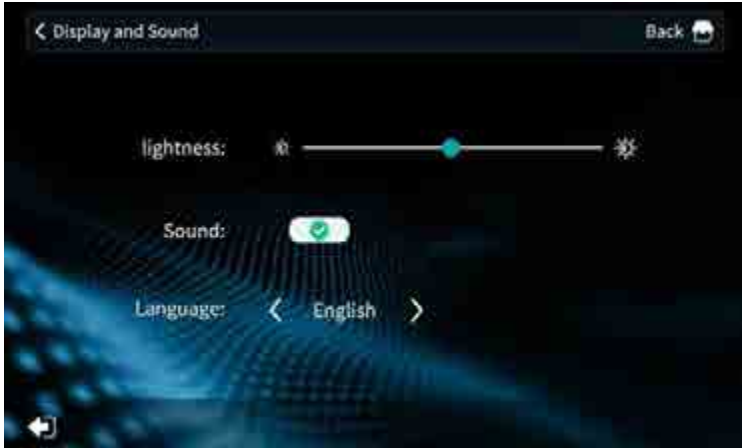 Display and Sound
Back
lightness:
Sound:
Language:
English